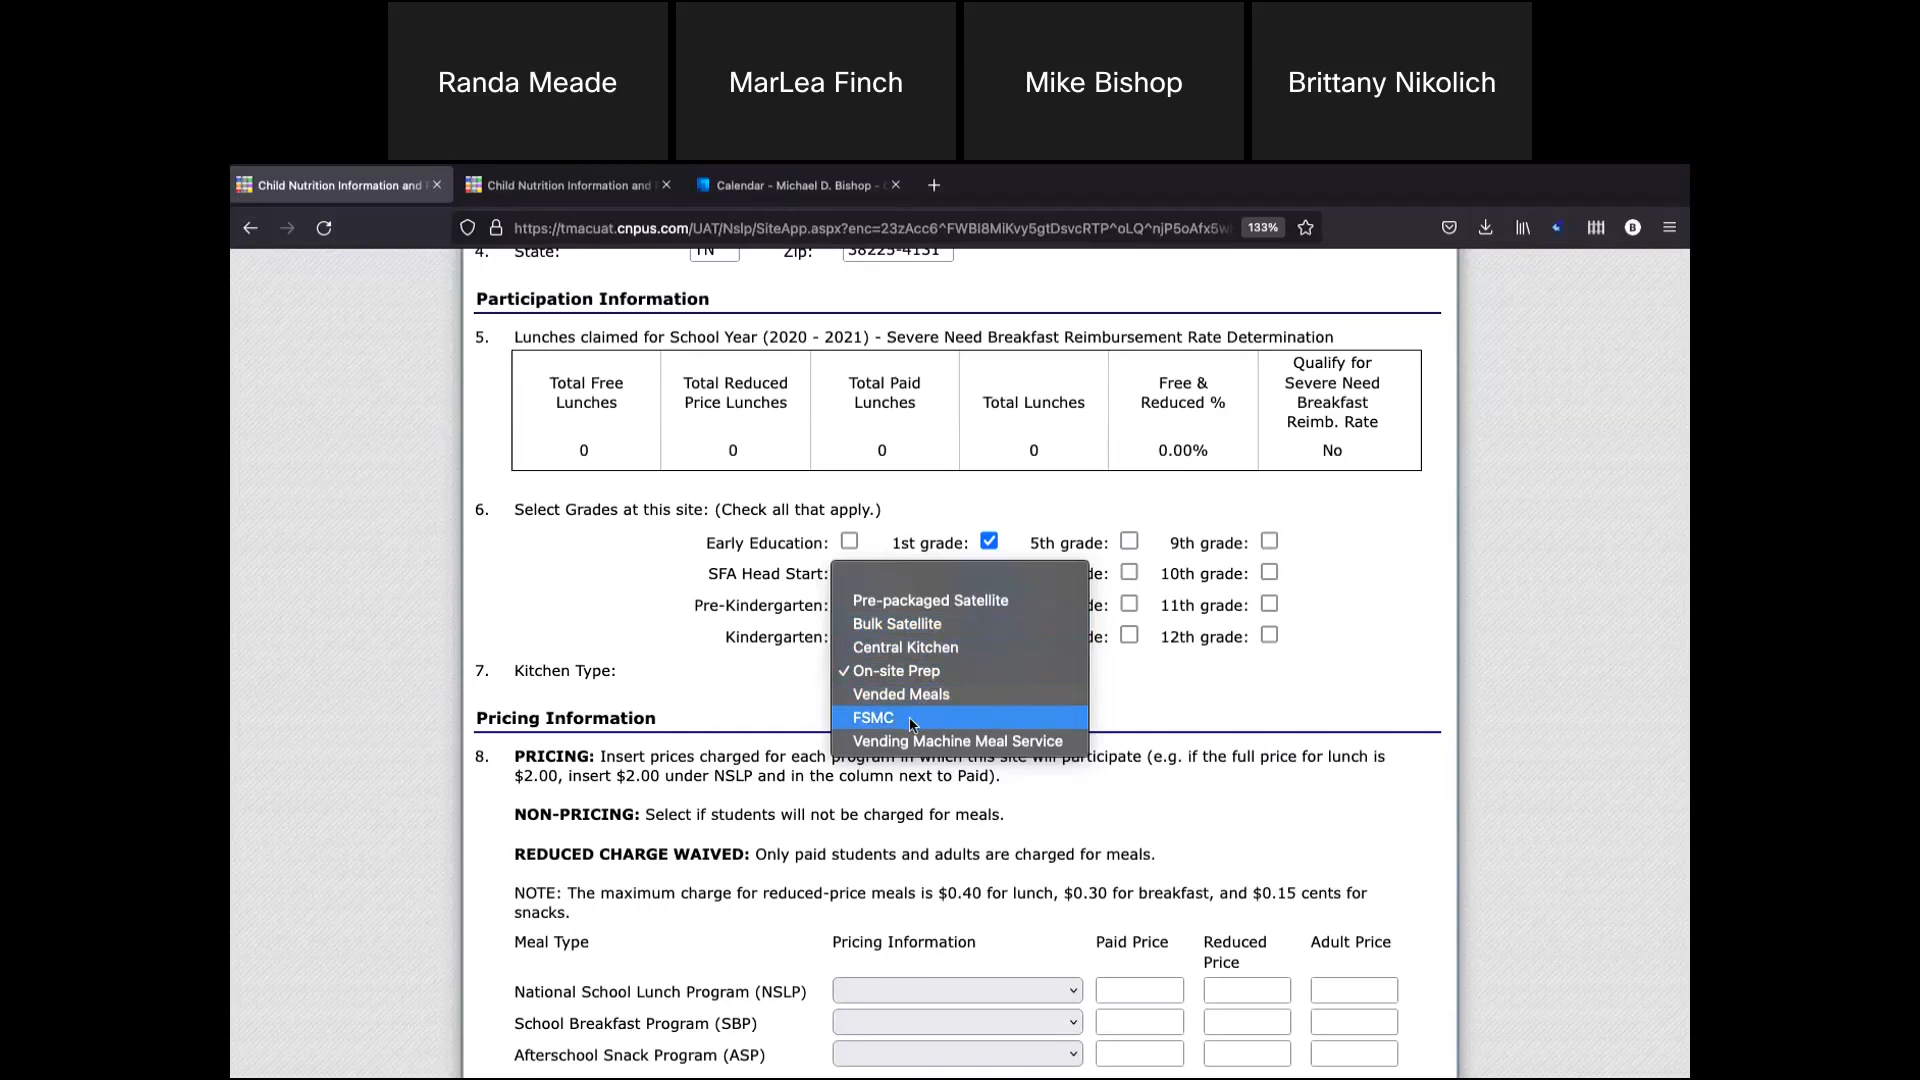 Randa Meade
MarLea Finch
Mike Bishop
Brittany Nikolich
Child Nutrition Information and
Child Nutrition Information and
Calendar - Michael D. Bishop -
https://tmacuat.cnpus.com/UAT/Nslp/SiteApp.aspx?enc=23zAcc6^FWBI8MiKvy5gtDsvcRTP^oLQ^njP5oAfx5w
133%
B
4. State: TN Zip: 38225-4131
Participation Information
5. Lunches claimed for School Year (2020 - 2021) - Severe Need Breakfast Reimbursement Rate Determination
Total Free Lunches
Total Reduced Price Lunches
Total Paid Lunches
Total Lunches
Free & Reduced %
Qualify for Severe Need Breakfast Reimb. Rate
0 0 0 0 0.00% No
6. Select Grades at this site: (Check all that apply.)
Early Education: 1st grade: 5th grade: 9th grade:
SFA Head Start: de: 10th grade:
Pre-Kindergarten: de: 11th grade:
Kindergarten: de: 12th grade:
7. Kitchen Type:
Pre-packaged Satellite
Bulk Satellite
Central Kitchen
✓ On-site Prep
Vended Meals
FSMC
Vending Machine Meal Service
Pricing Information
8. PRICING: Insert prices charged for each program in which this site will participate (e.g. if the full price for lunch is
$2.00, insert $2.00 under NSLP and in the column next to Paid).
NON-PRICING: Select if students will not be charged for meals.
REDUCED CHARGE WAIVED: Only paid students and adults are charged for meals.
NOTE: The maximum charge for reduced-price meals is $0.40 for lunch, $0.30 for breakfast, and $0.15 cents for
snacks.
Meal Type Pricing Information Paid Price Reduced Price Adult Price
National School Lunch Program (NSLP)
School Breakfast Program (SBP)
Afterschool Snack Program (ASP)